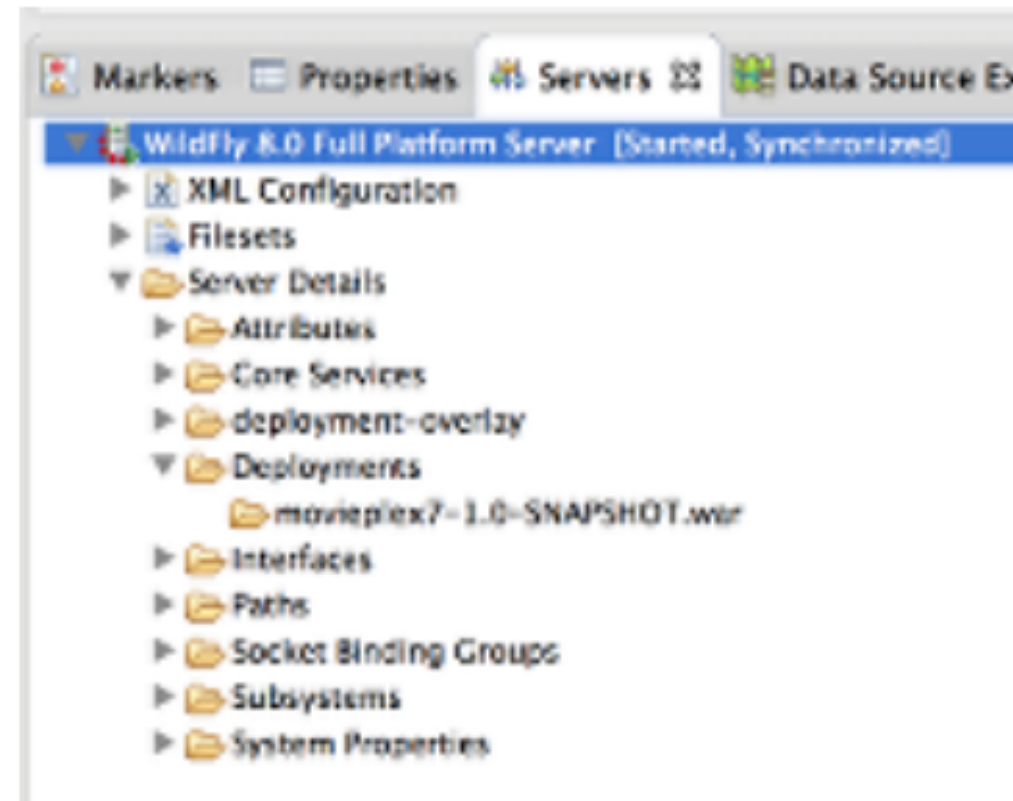 Markers Properties Servers Data Source Ex
WildFly 8.0 Full Platform Server [Started, Synchronized]
XML Configuration
Filesets
Server Details
Attributes
Core Services
deployment-overlay
Deployments
movieplex7-1.0-SNAPSHOT.war
Interfaces
Paths
Socket Binding Groups
Subsystems
System Properties